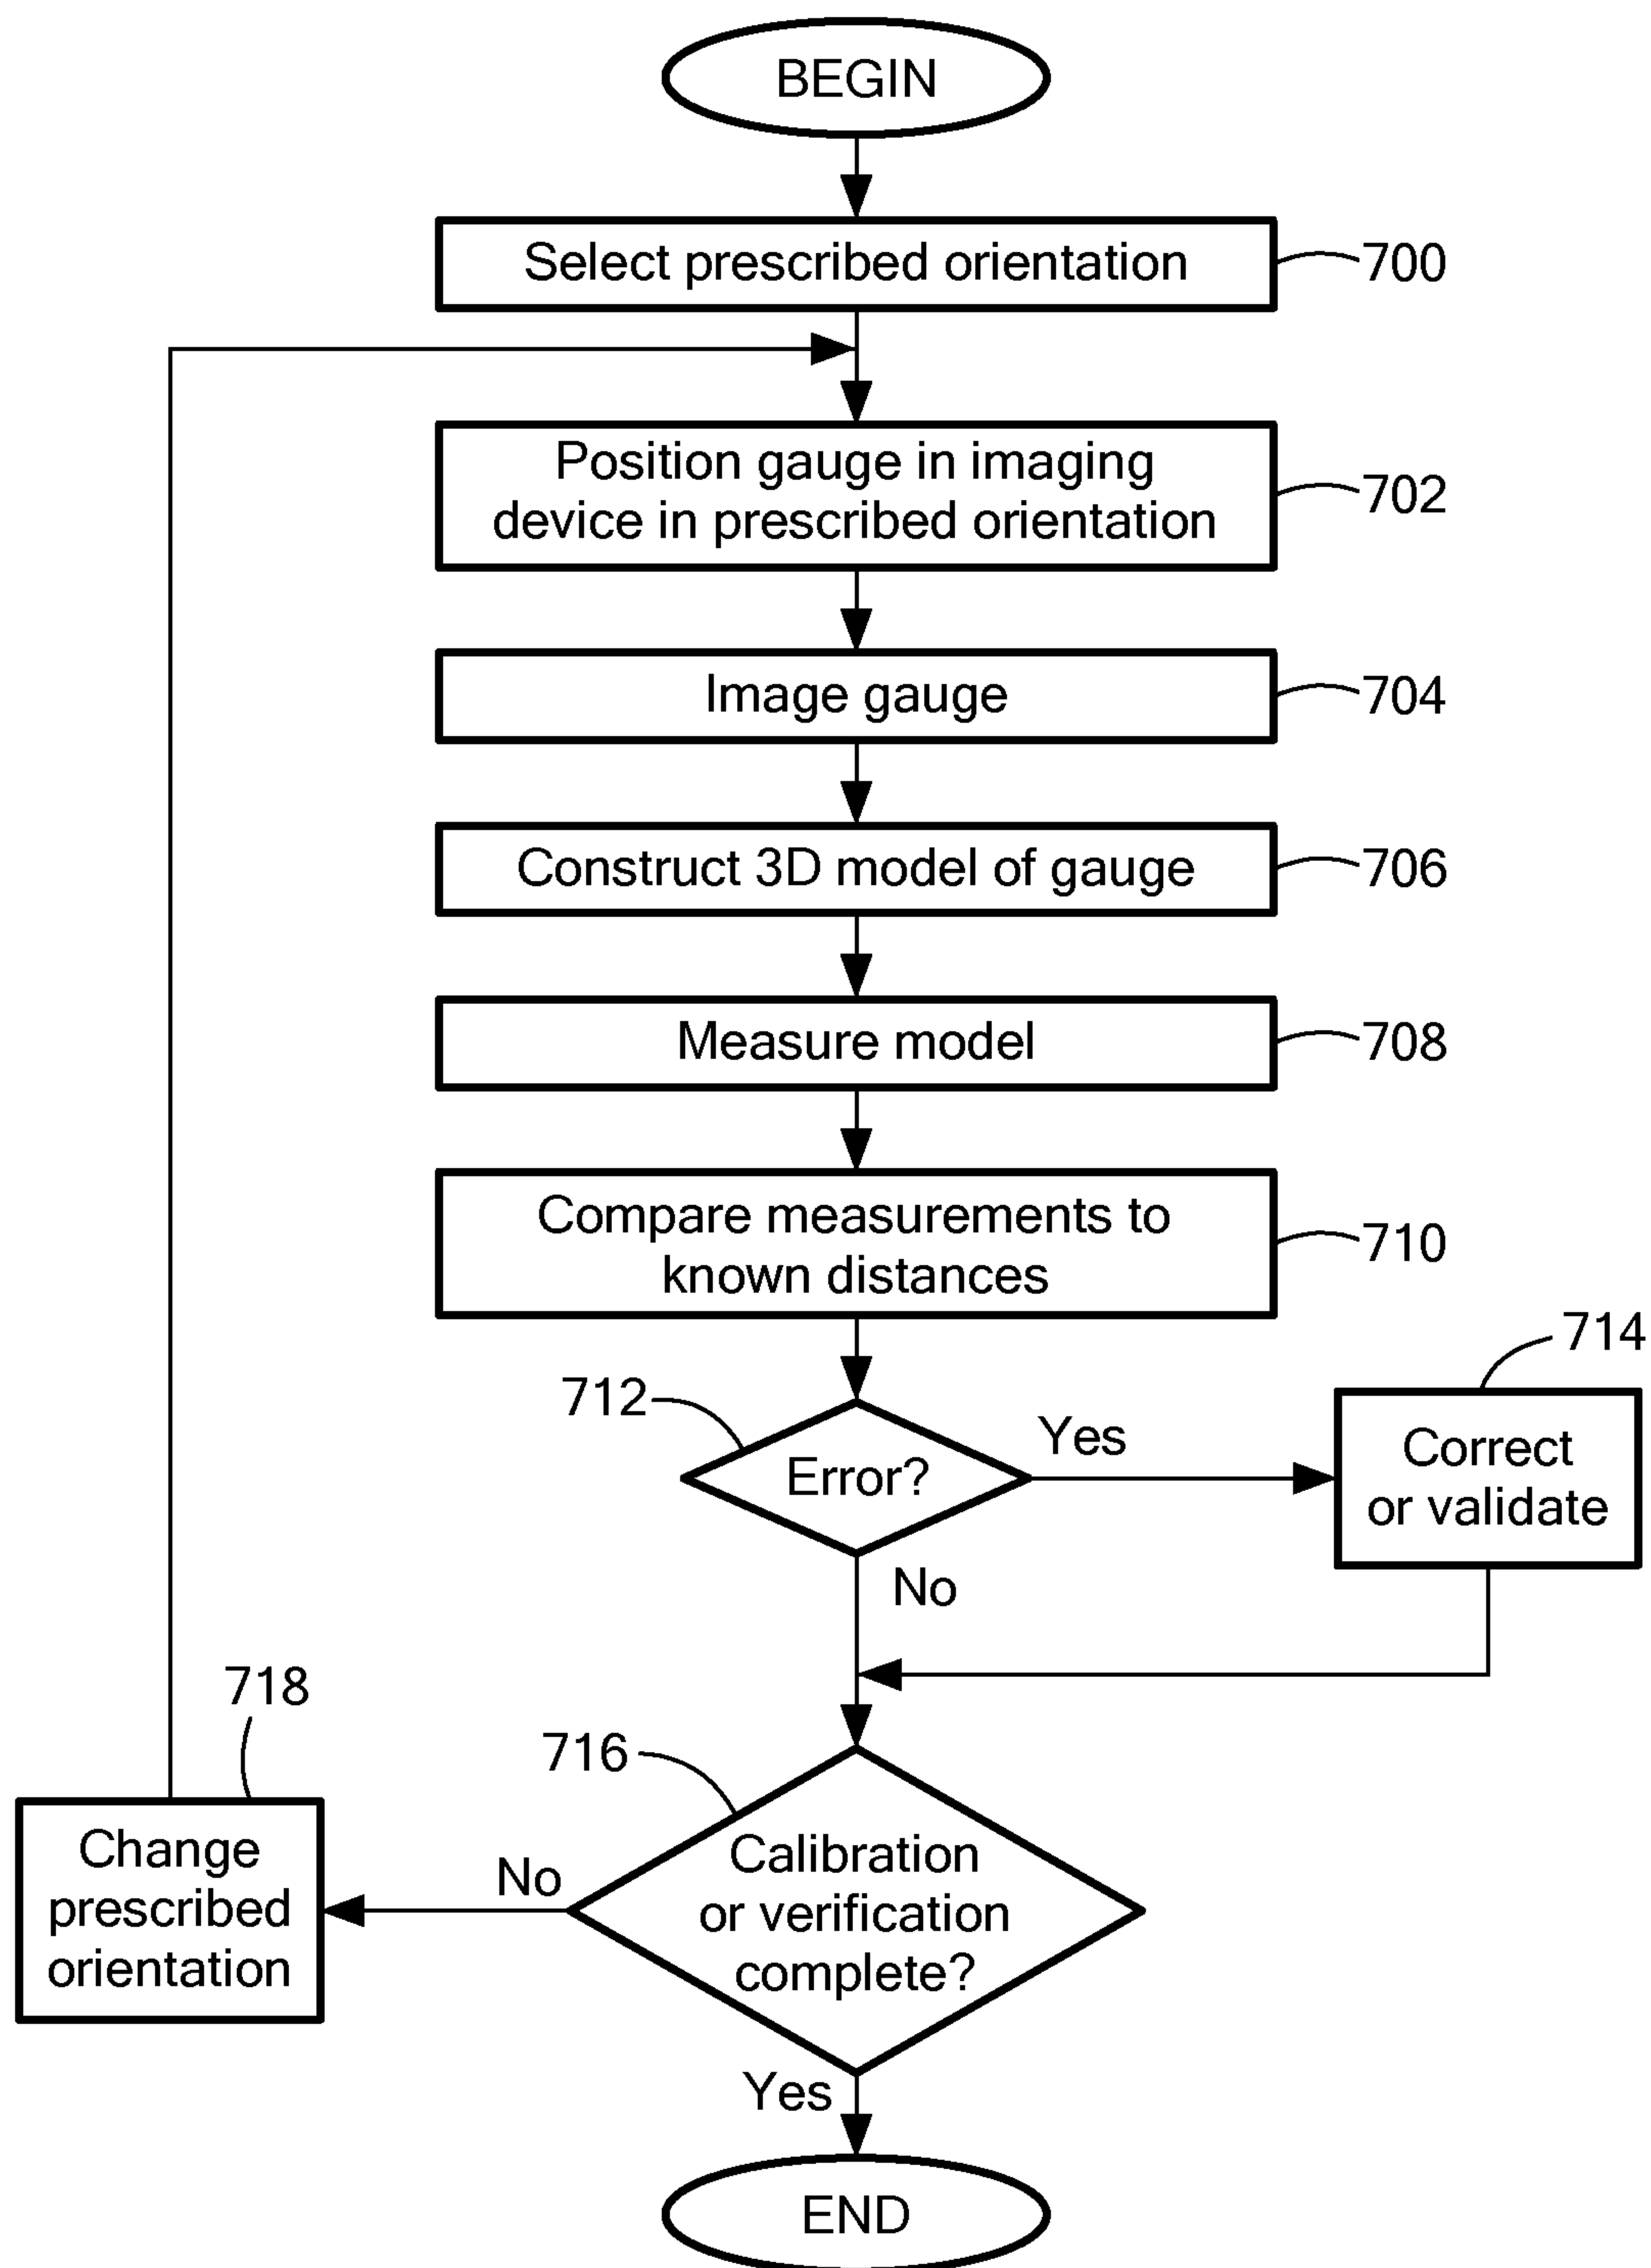 BEGIN
Select prescribed orientation
700
Position gauge in imaging
device in prescribed orientation
702
Image gauge
704
Construct 3D model of gauge
706
Measure model
708
Compare measurements to
known distances
710
712
Error?
Yes
714
Correct
or validate
No
716
Calibration
or verification
complete?
No
718
Change
prescribed
orientation
Yes
END